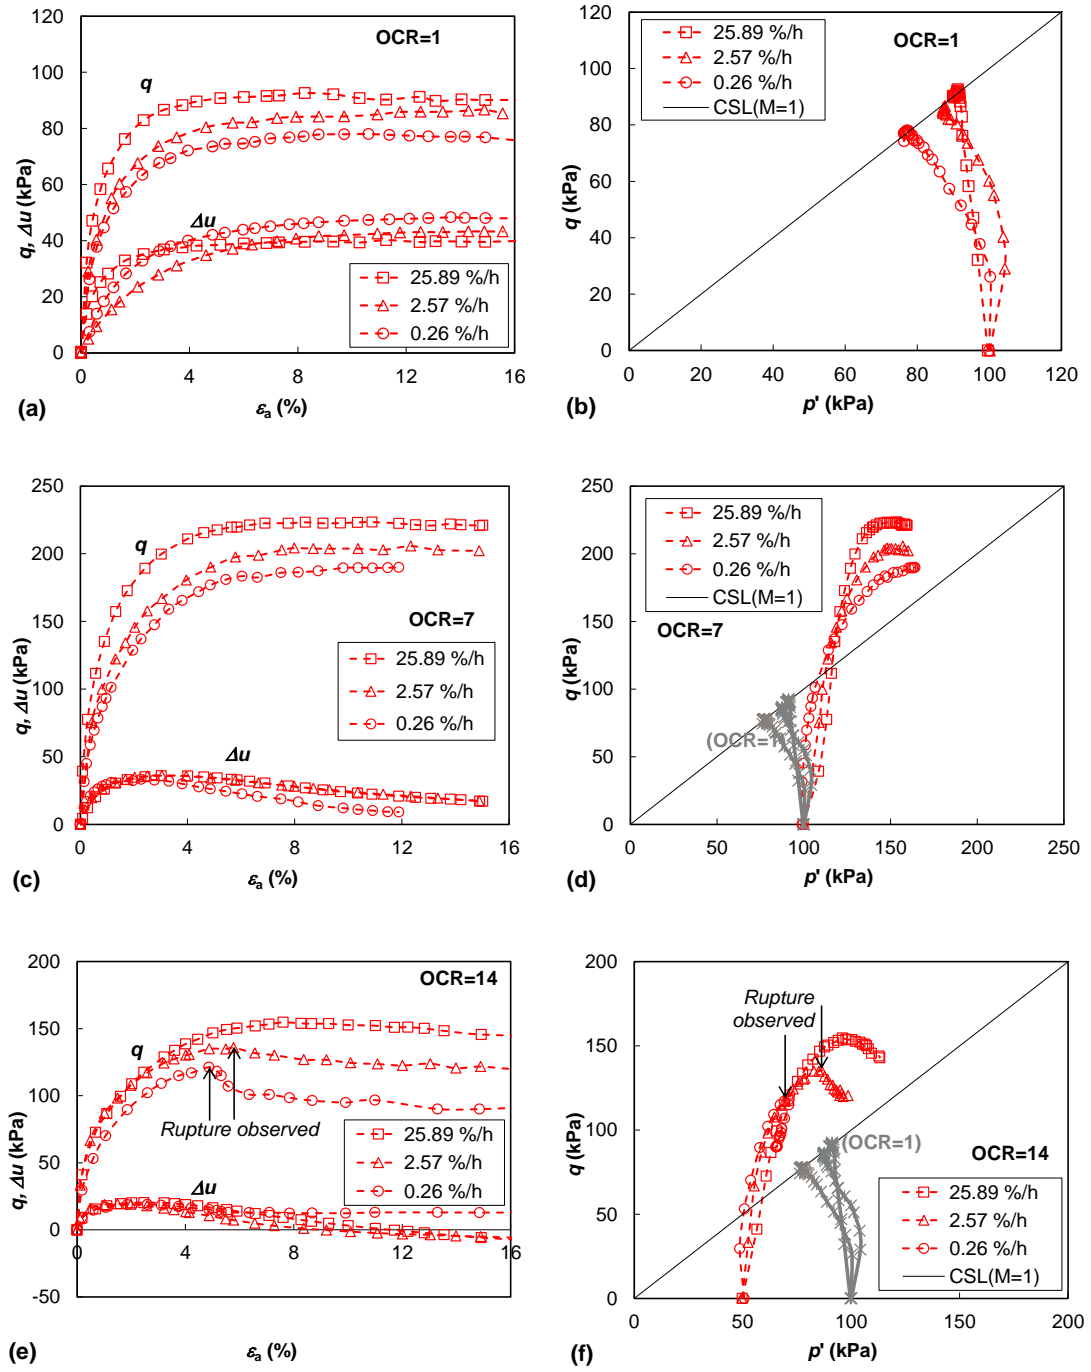 120
100
80
60
40
20
0
0
4
8
12
16
q, Δu (kPa)
εa (%)
OCR=1
q
Δu
25.89 %/h
2.57 %/h
0.26 %/h
(a)
120
100
80
60
40
20
0
0
20
40
60
80
100
120
q (kPa)
p' (kPa)
25.89 %/h
2.57 %/h
0.26 %/h
CSL(M=1)
OCR=1
(b)
250
200
150
100
50
0
0
4
8
12
16
q, Δu (kPa)
εa (%)
q
OCR=7
25.89 %/h
2.57 %/h
0.26 %/h
Δu
(c)
250
200
150
100
50
0
0
50
100
150
200
250
q (kPa)
p' (kPa)
25.89 %/h
2.57 %/h
0.26 %/h
CSL(M=1)
OCR=7
(OCR=1
(d)
200
150
100
50
0
-50
0
4
8
12
16
q, Δu (kPa)
εa (%)
OCR=14
q
Rupture observed
25.89 %/h
2.57 %/h
0.26 %/h
Δu
(e)
200
150
100
50
0
0
50
100
150
200
q (kPa)
p' (kPa)
Rupture
observed
(OCR=1)
OCR=14
25.89 %/h
2.57 %/h
0.26 %/h
CSL(M=1)
(f)